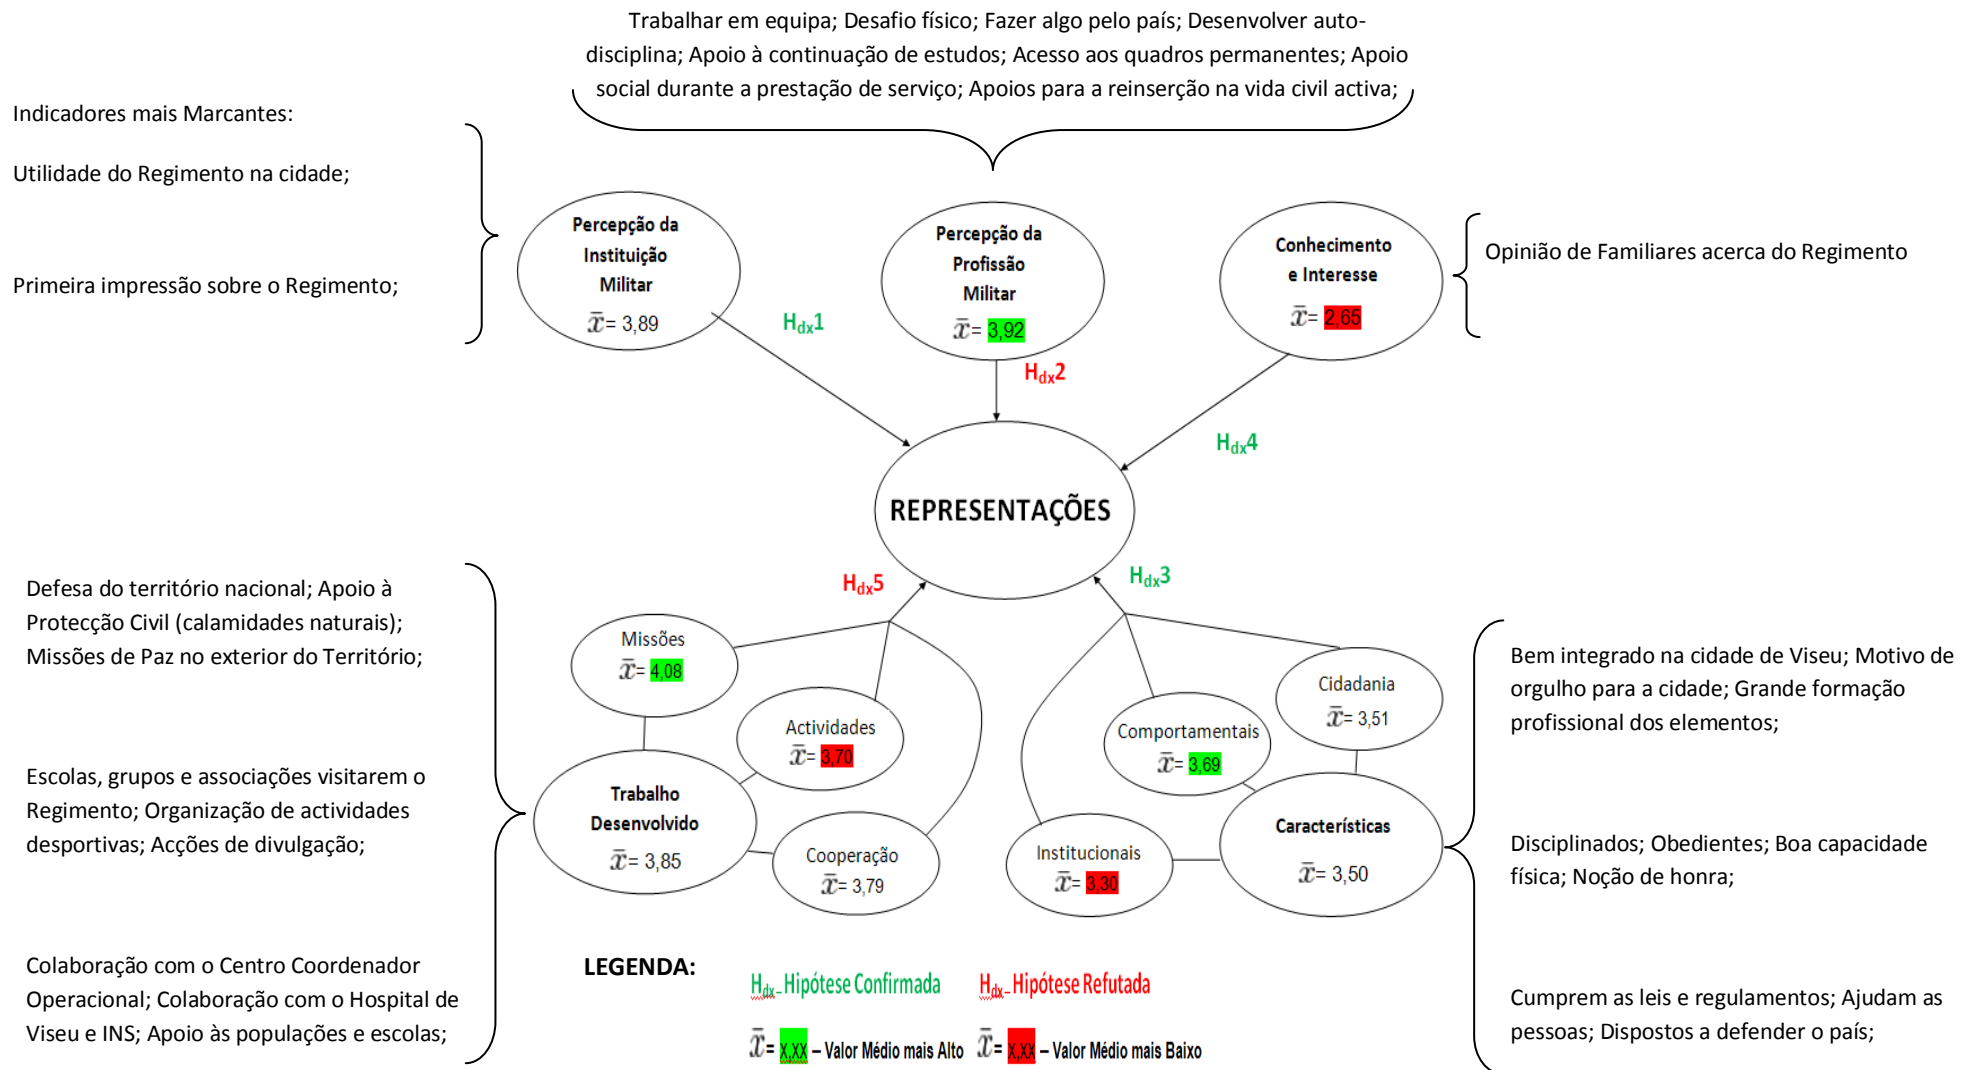 Trabalhar em equipa; Desafio físico; Fazer algo pelo país; Desenvolver auto-
disciplina; Apoio à continuação de estudos; Acesso aos quadros permanentes; Apoio
social durante a prestação de serviço; Apoios para a reinserção na vida civil activa;
Indicadores mais Marcantes:
Utilidade do Regimento na cidade;
Primeira impressão sobre o Regimento;
Percepção da
Instituição
Militar
x̅= 3,89
Percepção da
Profissão
Militar
x̅= 3,92
Conhecimento
e Interesse
x̅= 2,65
Opinião de Familiares acerca do Regimento
Hdx1
Hdx2
Hdx4
REPRESENTAÇÕES
Hdx5
Hdx3
Defesa do território nacional; Apoio à
Protecção Civil (calamidades naturais);
Missões de Paz no exterior do Território;
Escolas, grupos e associações visitarem o
Regimento; Organização de actividades
desportivas; Acções de divulgação;
Colaboração com o Centro Coordenador
Operacional; Colaboração com o Hospital de
Viseu e INS; Apoio às populações e escolas;
Missões
x̅= 4,08
Actividades
x̅= 3,70
Trabalho
Desenvolvido
x̅= 3,85
Cooperação
x̅= 3,79
Cidadania
x̅= 3,51
Comportamentais
x̅= 3,69
Institucionais
x̅= 3,30
Características
x̅= 3,50
Bem integrado na cidade de Viseu; Motivo de
orgulho para a cidade; Grande formação
profissional dos elementos;
Disciplinados; Obedientes; Boa capacidade
física; Noção de honra;
Cumprem as leis e regulamentos; Ajudam as
pessoas; Dispostos a defender o país;
LEGENDA:
Hdx – Hipótese Confirmada
Hdx – Hipótese Refutada
x̅= x,xx – Valor Médio mais Alto
x̅= x,xx – Valor Médio mais Baixo